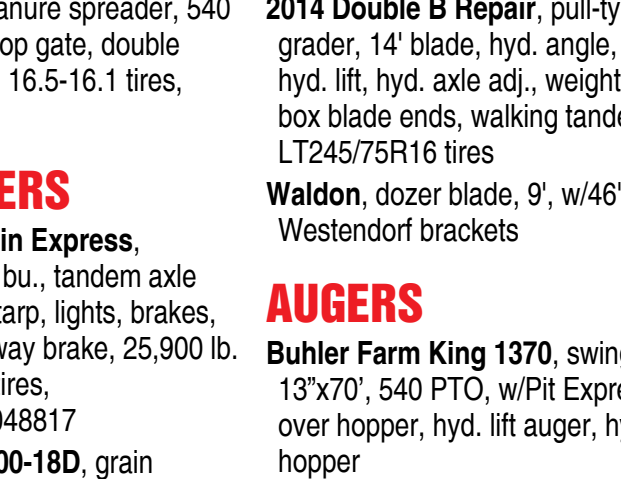 anure spreader, 540
op gate, double
16.5-16.1 tires,
ERS
in Express,
bu., tandem axle
tarp, lights, brakes,
way brake, 25,900 lb.
ires,
048817
00-18D, grain
2014 Double B Repair, pull-ty
grader, 14' blade, hyd. angle,
hyd. lift, hyd. axle adj., weight
box blade ends, walking tande
LT245/75R16 tires
Waldon, dozer blade, 9', w/46"
Westendorf brackets
AUGERS
Buhler Farm King 1370, swing
13”x70’, 540 PTO, w/Pit Expre
over hopper, hyd. lift auger, hy
hopper